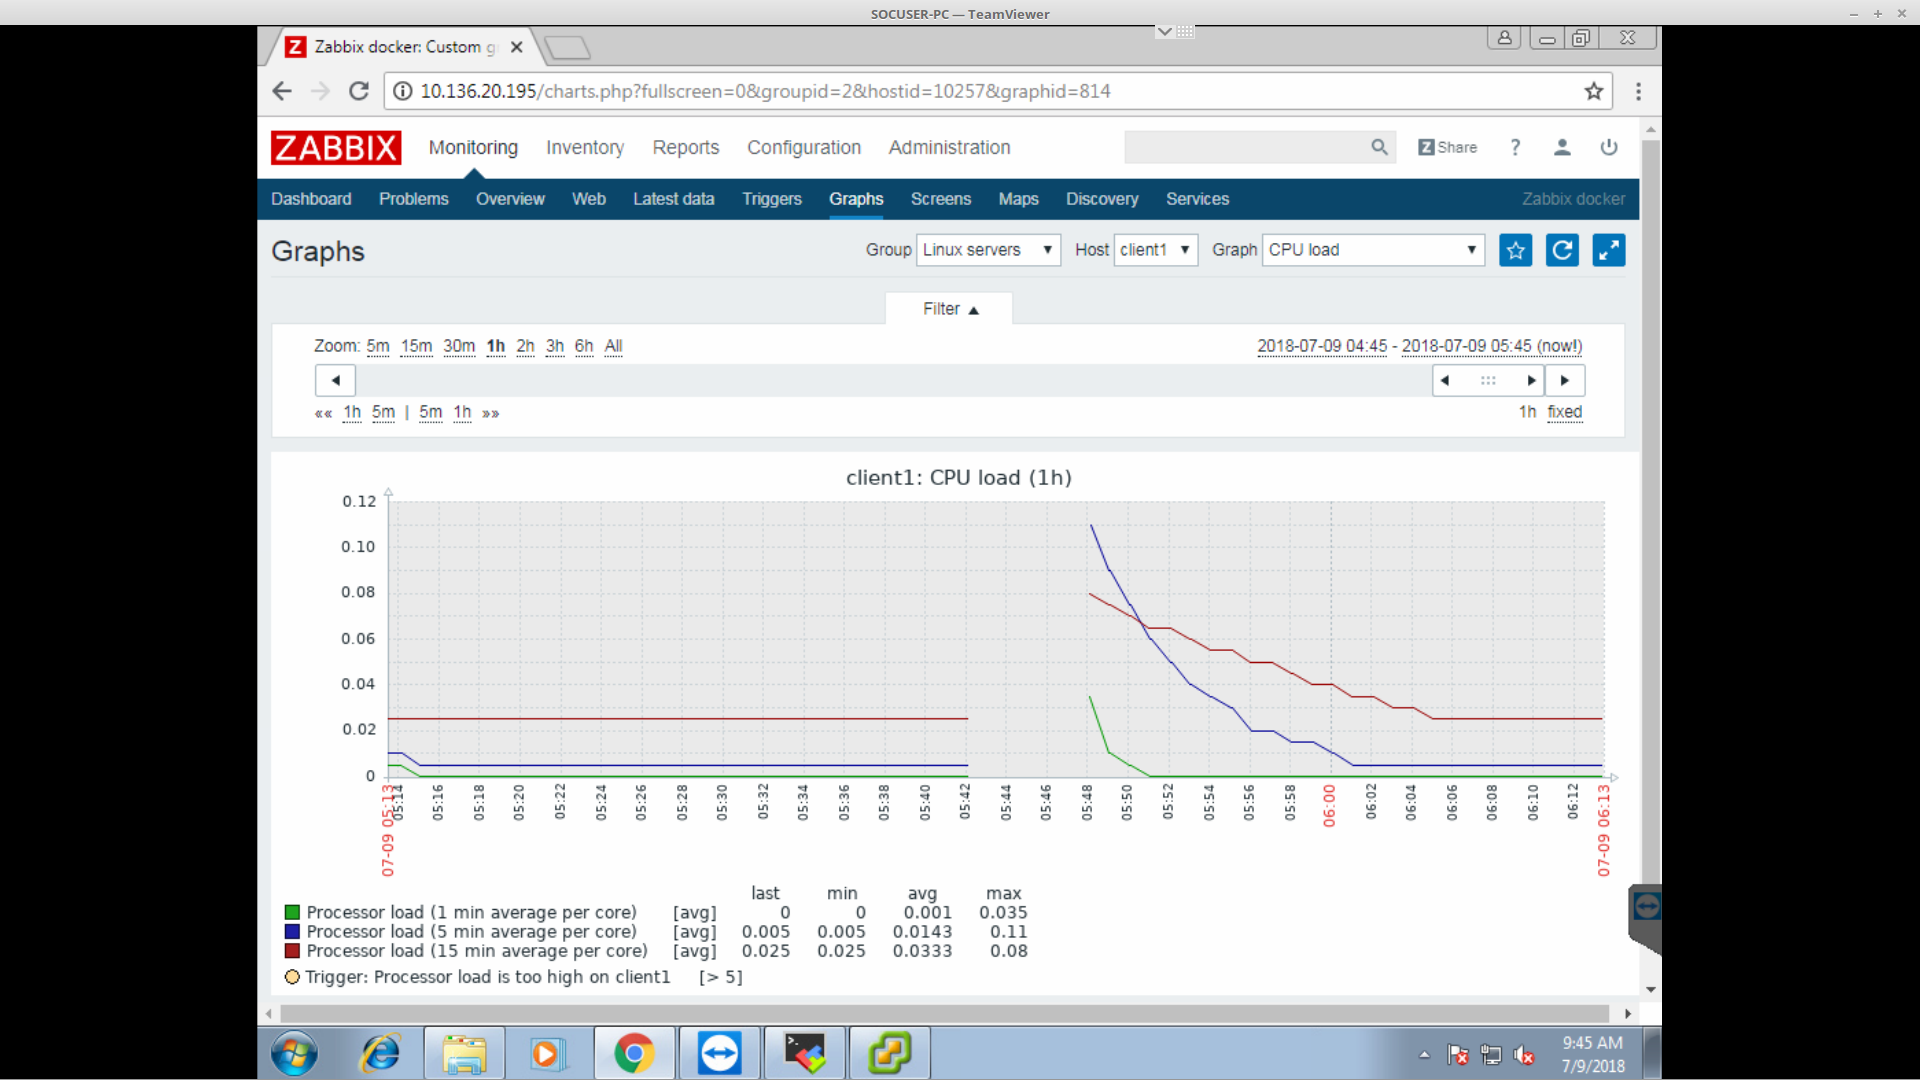 SOCUSER-PC — TeamViewer
Zabbix docker: Custom g
10.136.20.195/charts.php?fullscreen=0&groupid=2&hostid=10257&graphid=814
ZABBIX Monitoring Inventory Reports Configuration Administration Z Share ?
Dashboard Problems Overview Web Latest data Triggers Graphs Screens Maps Discovery Services Zabbix docker
Graphs Group Linux servers Host client1 Graph CPU load
Filter
Zoom: 5m 15m 30m 1h 2h 3h 6h All 2018-07-09 04:45 - 2018-07-09 05:45 (now!)
«« 1h 5m | 5m 1h »» 1h fixed
client1: CPU load (1h)
0.12
0.10
0.08
0.06
0.04
0.02
0
07-09 05:13 05:14 05:16 05:18 05:20 05:22 05:24 05:26 05:28 05:30 05:32 05:34 05:36 05:38 05:40 05:42 05:44 05:46 05:48 05:50 05:52 05:54 05:56 05:58 06:00 06:02 06:04 06:06 06:08 06:10 06:12 07-09 06:13
last min avg max
Processor load (1 min average per core) [avg] 0 0 0.001 0.035
Processor load (5 min average per core) [avg] 0.005 0.005 0.0143 0.11
Processor load (15 min average per core) [avg] 0.025 0.025 0.0333 0.08
Trigger: Processor load is too high on client1 [> 5]
9:45 AM
7/9/2018